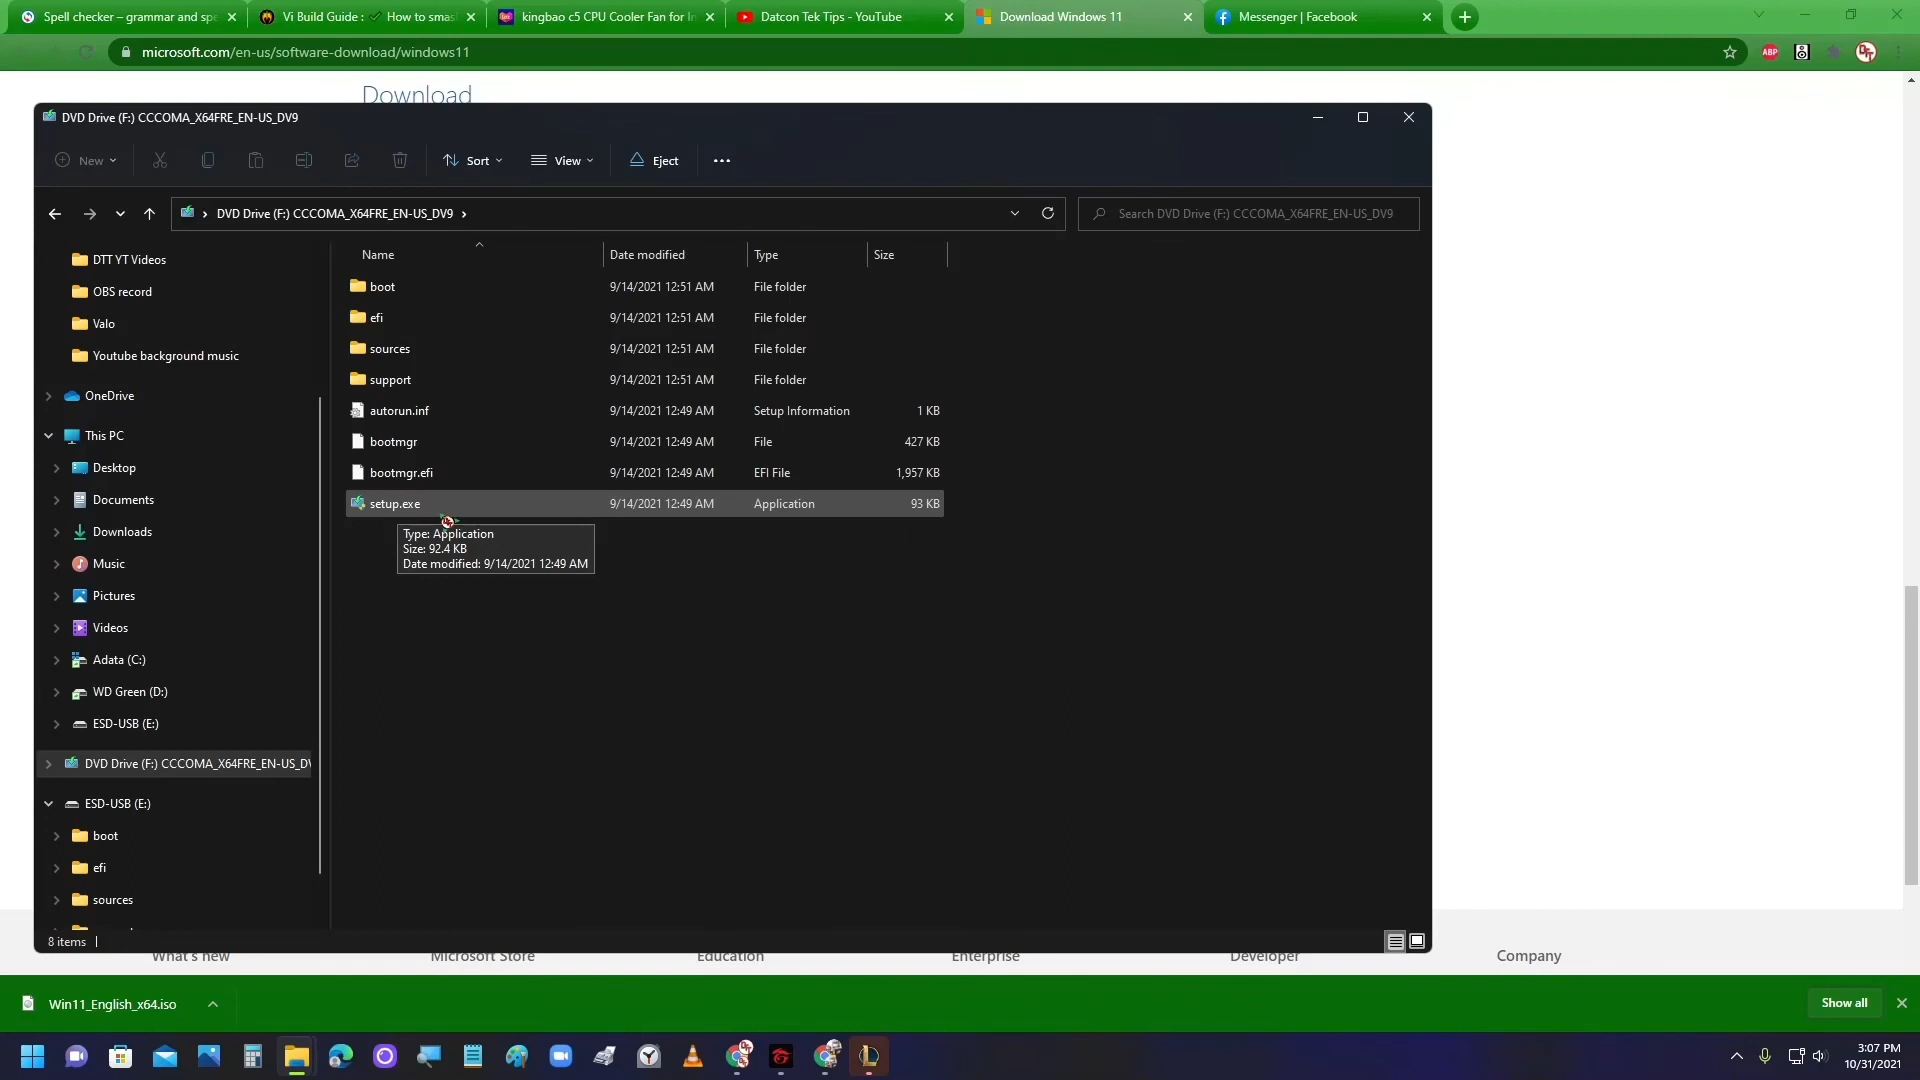 Spell checker – grammar and spe
Vi Build Guide : How to smas
kingbao c5 CPU Cooler Fan for In
Datcon Tek Tips - YouTube
Download Windows 11
Messenger | Facebook
microsoft.com/en-us/software-download/windows11
ABP
Download
DVD Drive (F:) CCCOMA_X64FRE_EN-US_DV9
New
Sort
View
Eject
DVD Drive (F:) CCCOMA_X64FRE_EN-US_DV9
Search DVD Drive (F:) CCCOMA_X64FRE_EN-US_DV9
DTT YT Videos
OBS record
Valo
Youtube background music
OneDrive
This PC
Desktop
Documents
Downloads
Music
Pictures
Videos
Adata (C:)
WD Green (D:)
ESD-USB (E:)
DVD Drive (F:) CCCOMA_X64FRE_EN-US_DV
ESD-USB (E:)
boot
efi
sources
Name Date modified Type Size
boot 9/14/2021 12:51 AM File folder
efi 9/14/2021 12:51 AM File folder
sources 9/14/2021 12:51 AM File folder
support 9/14/2021 12:51 AM File folder
autorun.inf 9/14/2021 12:49 AM Setup Information 1 KB
bootmgr 9/14/2021 12:49 AM File 427 KB
bootmgr.efi 9/14/2021 12:49 AM EFI File 1,957 KB
setup.exe 9/14/2021 12:49 AM Application 93 KB
Type: Application
Size: 92.4 KB
Date modified: 9/14/2021 12:49 AM
8 items
What's new
Microsoft Store
Education
Enterprise
Developer
Company
Win11_English_x64.iso
Show all
3:07 PM
10/31/2021